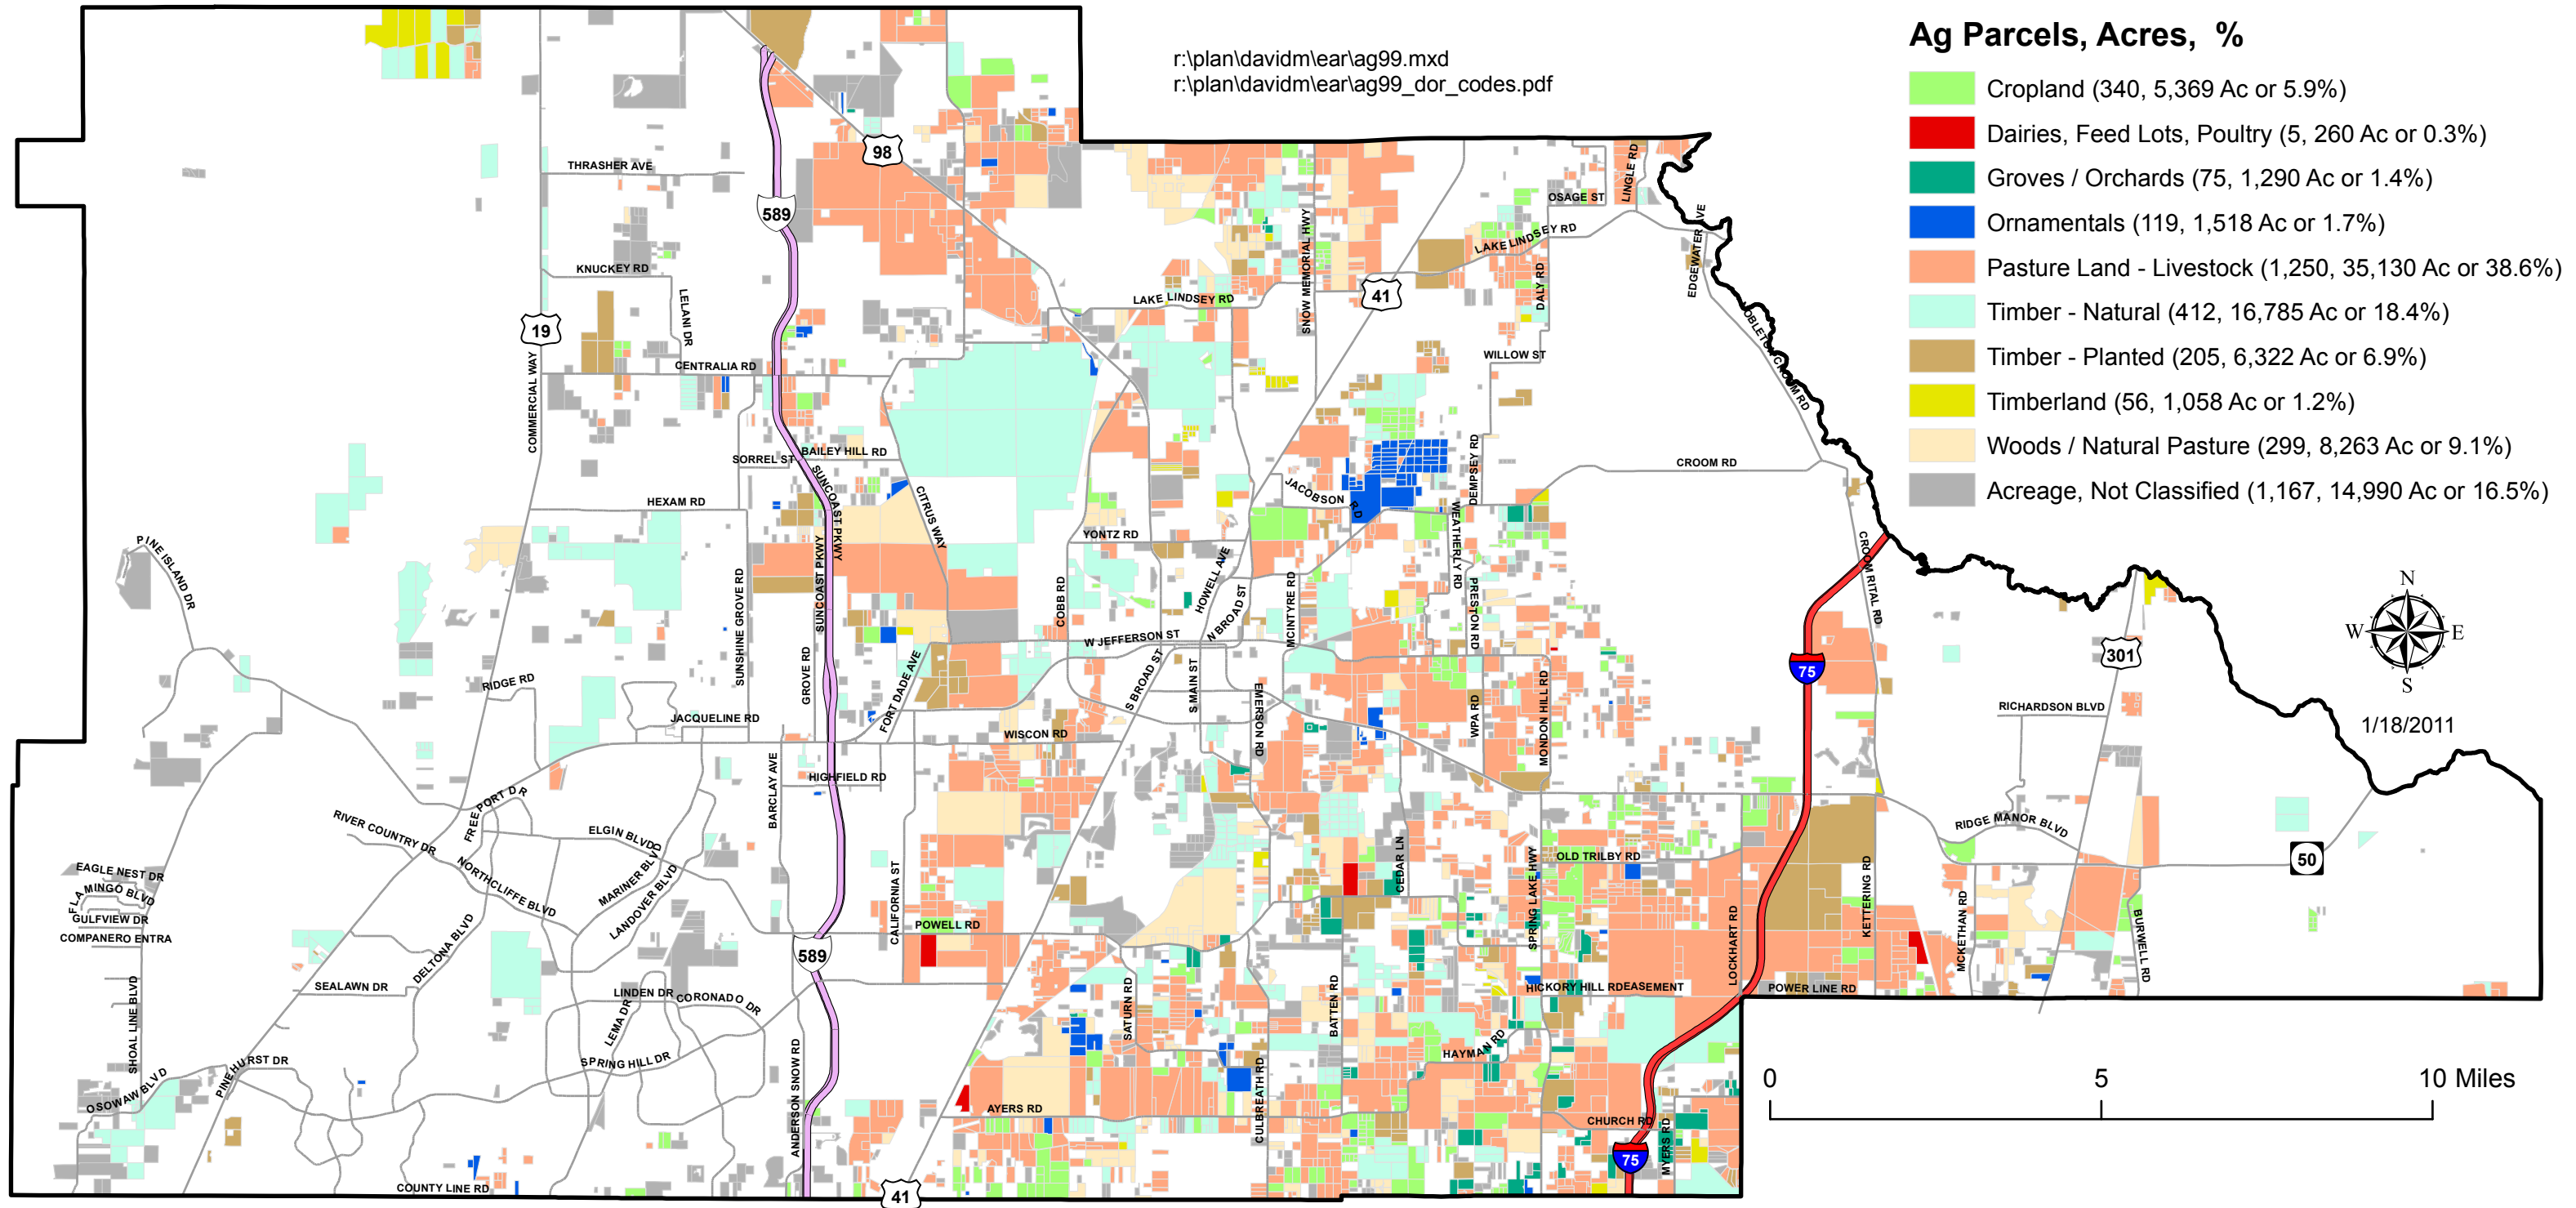 r:\plan\davidm\ear\ag99.mxd
r:\plan\davidm\ear\ag99_dor_codes.pdf
Ag Parcels, Acres, %
Cropland (340, 5,369 Ac or 5.9%)
Dairies, Feed Lots, Poultry (5, 260 Ac or 0.3%)
Groves / Orchards (75, 1,290 Ac or 1.4%)
Ornamentals (119, 1,518 Ac or 1.7%)
Pasture Land - Livestock (1,250, 35,130 Ac or 38.6%)
Timber - Natural (412, 16,785 Ac or 18.4%)
Timber - Planted (205, 6,322 Ac or 6.9%)
Timberland (56, 1,058 Ac or 1.2%)
Woods / Natural Pasture (299, 8,263 Ac or 9.1%)
Acreage, Not Classified (1,167, 14,990 Ac or 16.5%)
98
THRASHER AVE
589
OSAGE ST
LINGLE RD
SNOW MEMORIAL HWY
LAKE LINDSEY RD
EDGEWATER AVE
KNUCKEY RD
LELANI DR
LAKE LINDSEY RD
41
DALY RD
19
NOBLETON CROOM RD
COMMERCIAL WAY
CENTRALIA RD
WILLOW ST
SORREL ST
BAILEY HILL RD
CROOM RD
DEMPSEY RD
HEXAM RD
SUNCOAST PKWY
CITRUS WAY
JACOBSON RD
WEATHERLY RD
YONTZ RD
PINE ISLAND DR
SUNSHINE GROVE RD
SUNCOAST PKWY
COBB RD
HOWELL AVE
N BROAD ST
MCINTYRE RD
PRESTON RD
CROOM RITAL RD
N
W
E
S
1/18/2011
301
W JEFFERSON ST
75
RIDGE RD
GROVE RD
FORT DADE AVE
S BROAD ST
S MAIN ST
EMERSON RD
WPA RD
MONDON HILL RD
RICHARDSON BLVD
JACQUELINE RD
WISCON RD
HIGHFIELD RD
BARCLAY AVE
FREEPORT DR
RIVER COUNTRY DR
ELGIN BLVD
MARINER BLVD
LANDOVER BLVD
NORTHCLIFFE BLVD
RIDGE MANOR BLVD
50
EAGLE NEST DR
FLAMINGO BLVD
GULFVIEW DR
COMPANERO ENTRA
CALIFORNIA ST
POWELL RD
CEDAR LN
SPRING LAKE HWY
OLD TRILBY RD
LOCKHART RD
KETTERING RD
MCKETHAN RD
BURWELL RD
589
DELTONA BLVD
SEALAWN DR
SHOAL LINE BLVD
LINDEN DR
CORONADO DR
LEMA DR
SATURN RD
BATTEN RD
HICKORY HILL RD
EASEMENT
POWER LINE RD
HAYMAN RD
SPRING HILL DR
PINEHURST DR
OSOWAW BLVD
ANDERSON SNOW RD
AYERS RD
CULBREATH RD
CHURCH RD
MYERS RD
75
0
5
10 Miles
COUNTY LINE RD
41